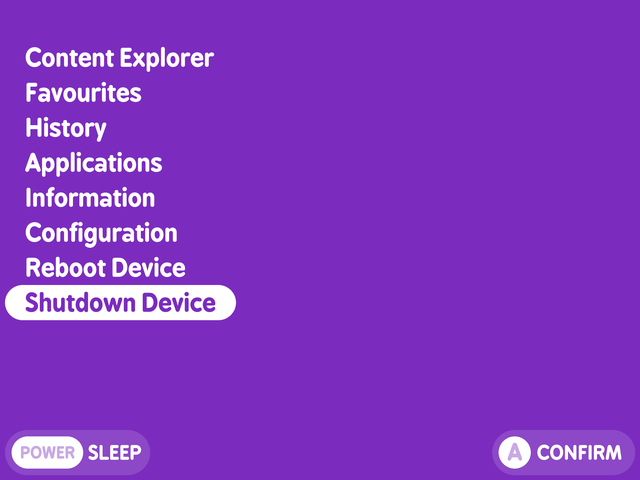 Content Explorer
Favourites
History
Applications
Information
Configuration
Reboot Device
Shutdown Device
POWER SLEEP
A CONFIRM